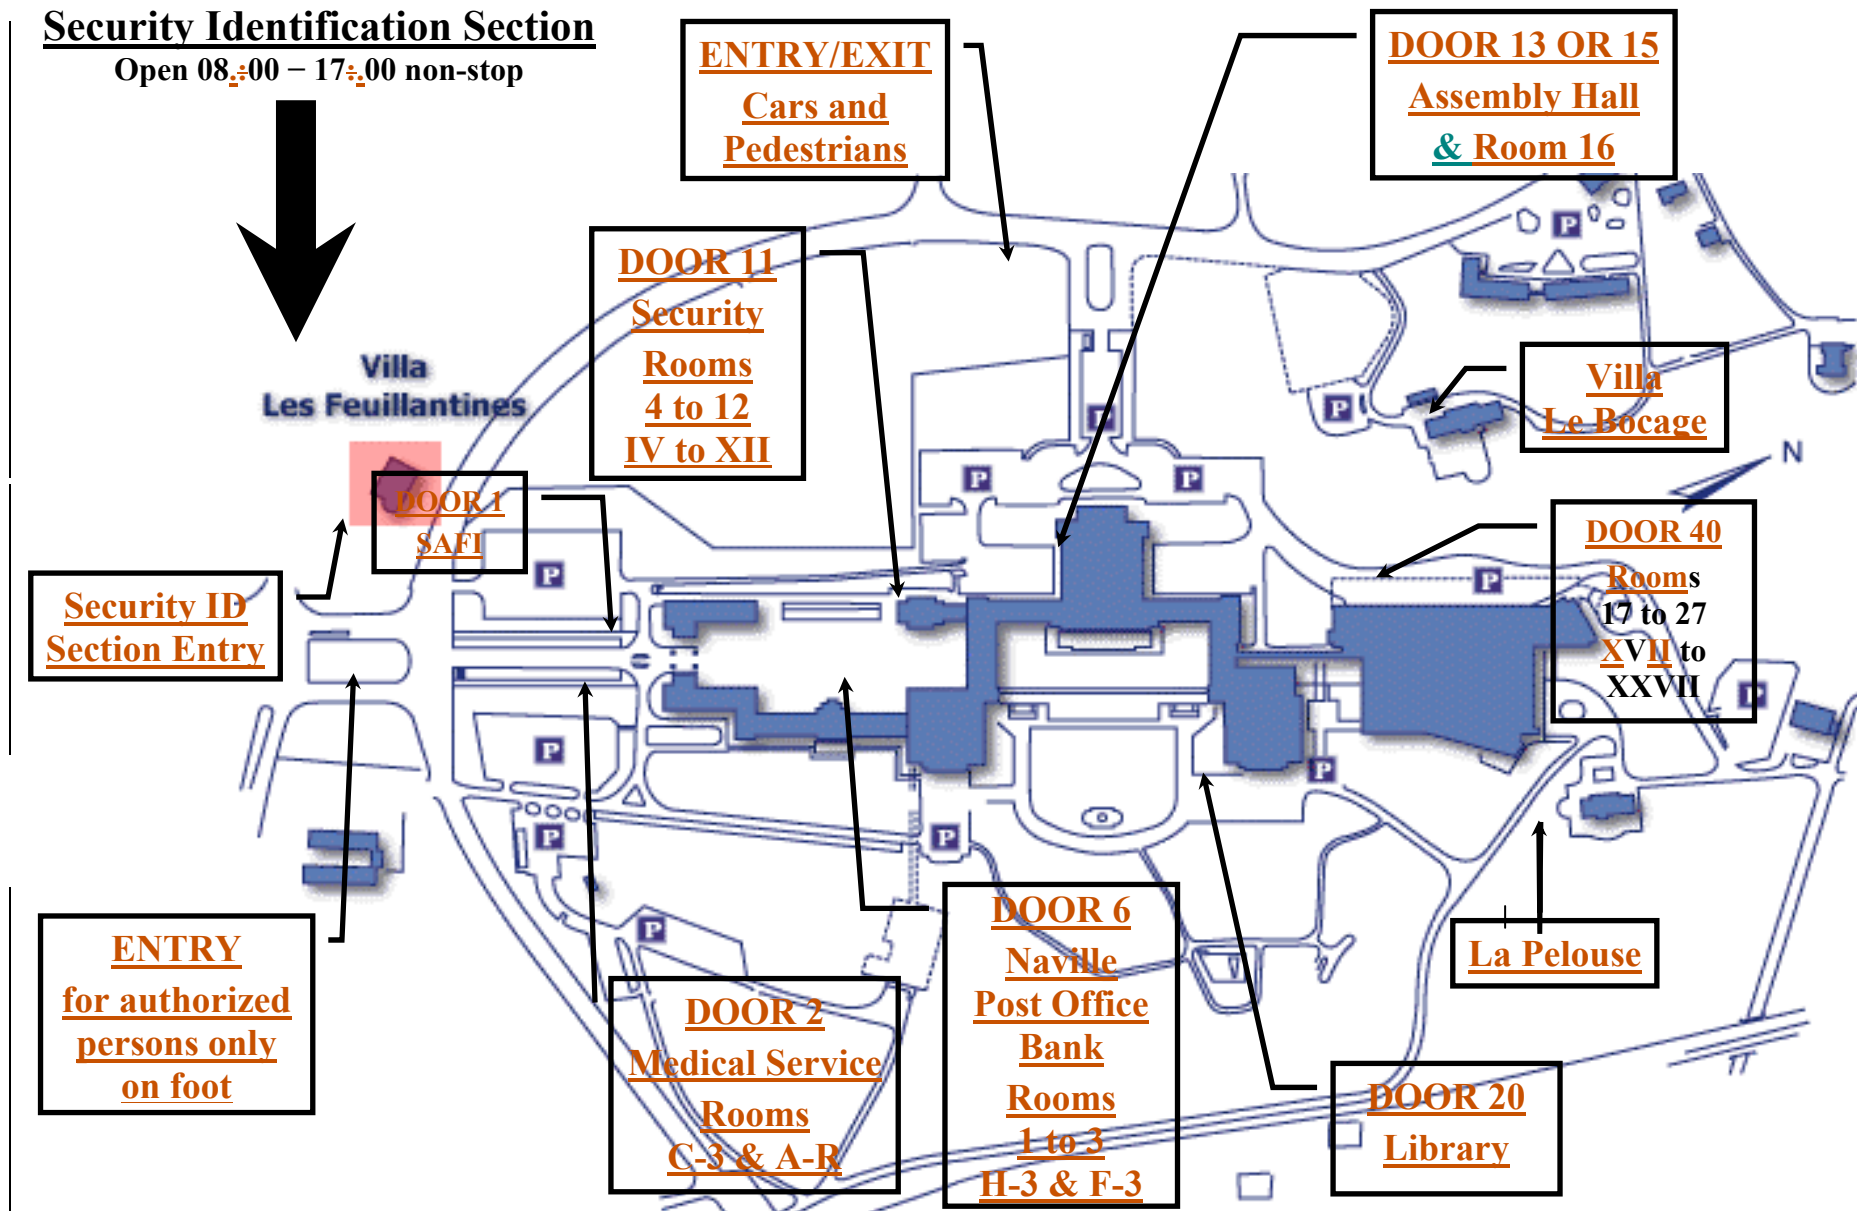 Security Identification Section
Open 08.÷00 – 17÷.00 non-stop
ENTRY/EXIT
Cars and
Pedestrians
DOOR 13 OR 15
Assembly Hall
& Room 16
DOOR 11
Security
Rooms
4 to 12
IV to XII
Villa
Les Feuillantines
Villa
Le Bocage
N
DOOR 1
SAFI
DOOR 40
Rooms
17 to 27
XVII to
XXVII
Security ID
Section Entry
P
P
P
P
P
P
P
P
P
P
P
P
P
ENTRY
for authorized
persons only
on foot
DOOR 2
Medical Service
Rooms
C-3 & A-R
DOOR 6
Naville
Post Office
Bank
Rooms
1 to 3
H-3 & F-3
La Pelouse
DOOR 20
Library